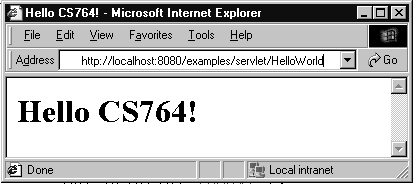 Hello CS764! - Microsoft Internet Explorer
File Edit View Favorites Tools Help
Address http://localhost:8080/examples/servlet/HelloWorld Go
Hello CS764!
Done Local intranet